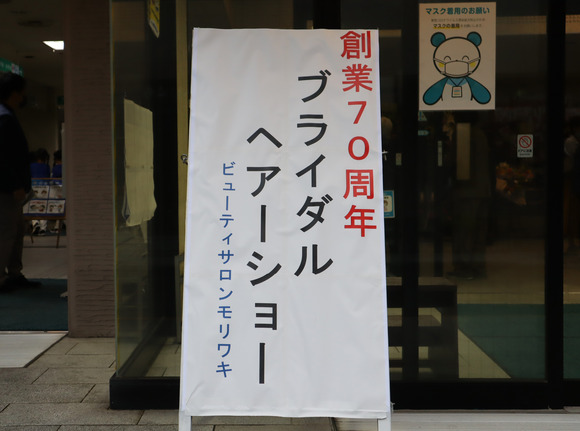 創業70周年
ブライダル
ヘアーショー
ビューティサロンモリワキ
マスク着用のお願い